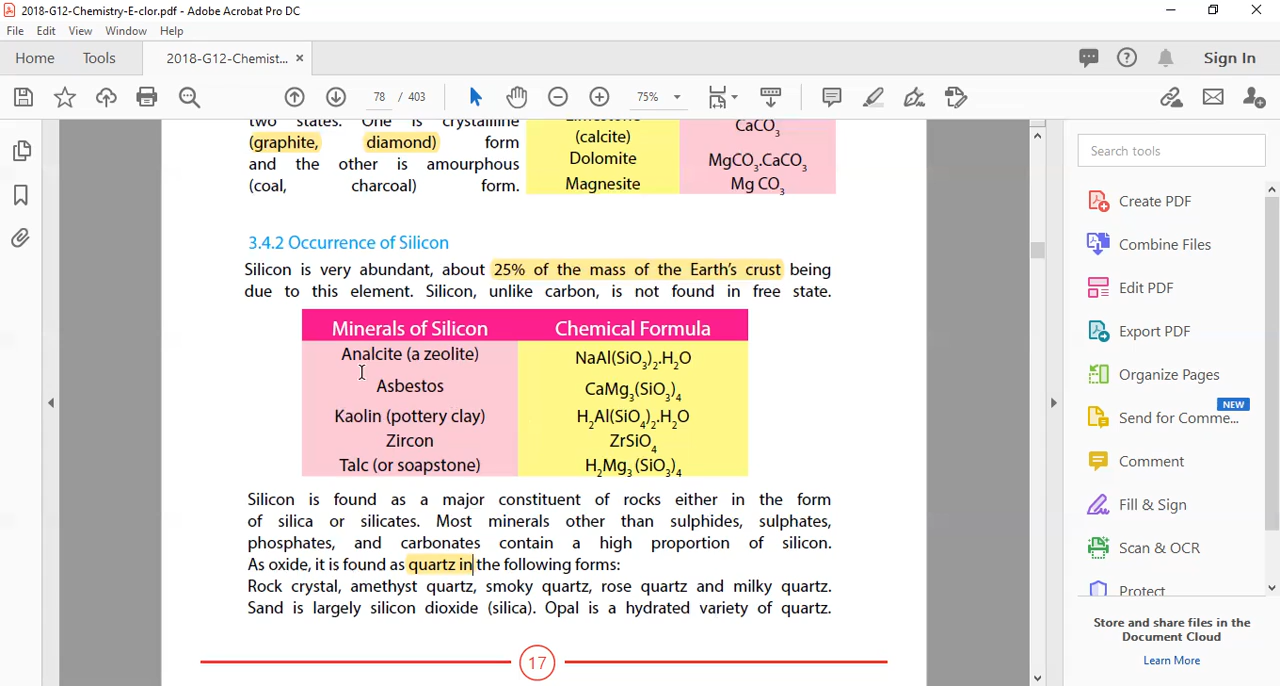 2018-G12-Chemistry-E-clor.pdf - Adobe Acrobat Pro DC
File Edit View Window Help
Home Tools 2018-G12-Chemist... × Sign In
78 / 403 75%
two states. One is crystalline
(graphite, diamond) form
and the other is amourphous
(coal, charcoal) form.
(calcite) CaCO3
Dolomite MgCO3.CaCO3
Magnesite Mg CO3
3.4.2 Occurrence of Silicon
Silicon is very abundant, about 25% of the mass of the Earth's crust being
due to this element. Silicon, unlike carbon, is not found in free state.
Minerals of Silicon Chemical Formula
Analcite (a zeolite) NaAl(SiO3)2.H2O
Asbestos CaMg3(SiO3)4
Kaolin (pottery clay) H2Al(SiO4)2.H2O
Zircon ZrSiO4
Talc (or soapstone) H2Mg3(SiO3)4
Silicon is found as a major constituent of rocks either in the form
of silica or silicates. Most minerals other than sulphides, sulphates,
phosphates, and carbonates contain a high proportion of silicon.
As oxide, it is found as quartz in the following forms:
Rock crystal, amethyst quartz, smoky quartz, rose quartz and milky quartz.
Sand is largely silicon dioxide (silica). Opal is a hydrated variety of quartz.
17
Search tools
Create PDF
Combine Files
Edit PDF
Export PDF
Organize Pages
NEW
Send for Comme...
Comment
Fill & Sign
Scan & OCR
Protect
Store and share files in the
Document Cloud
Learn More